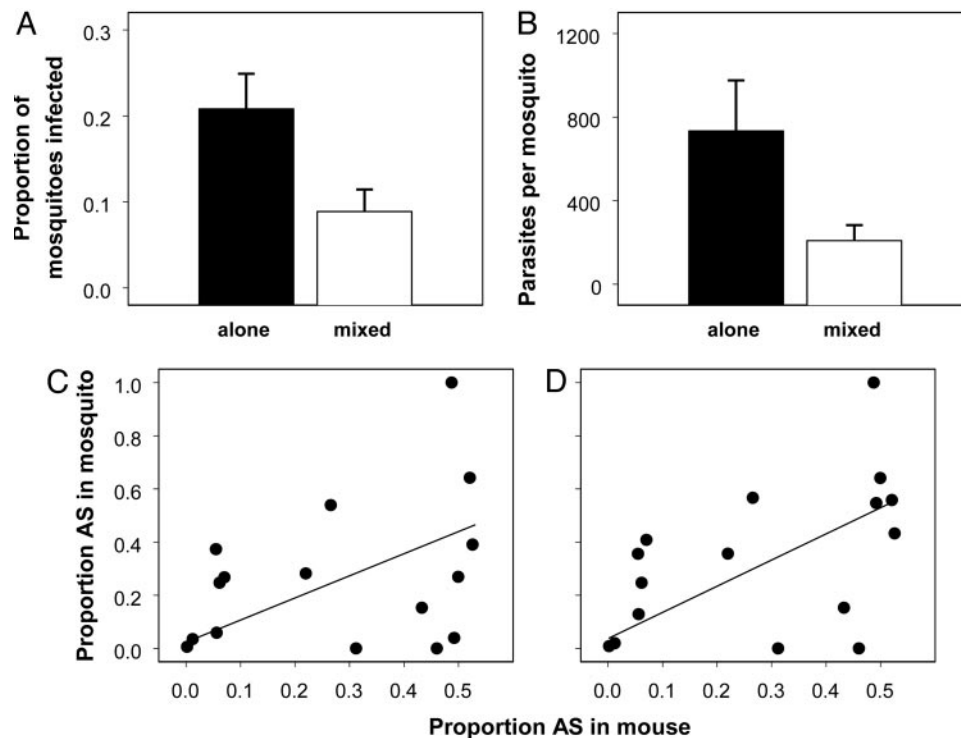 A
Proportion of
mosquitoes infected
0.3
0.2
0.1
0.0
alone
mixed
B
Parasites per mosquito
1200
800
400
0
alone
mixed
C
Proportion AS in mosquito
1.0
0.8
0.6
0.4
0.2
0.0
0.0
0.1
0.2
0.3
0.4
0.5
D
0.0
0.1
0.2
0.3
0.4
0.5
Proportion AS in mouse